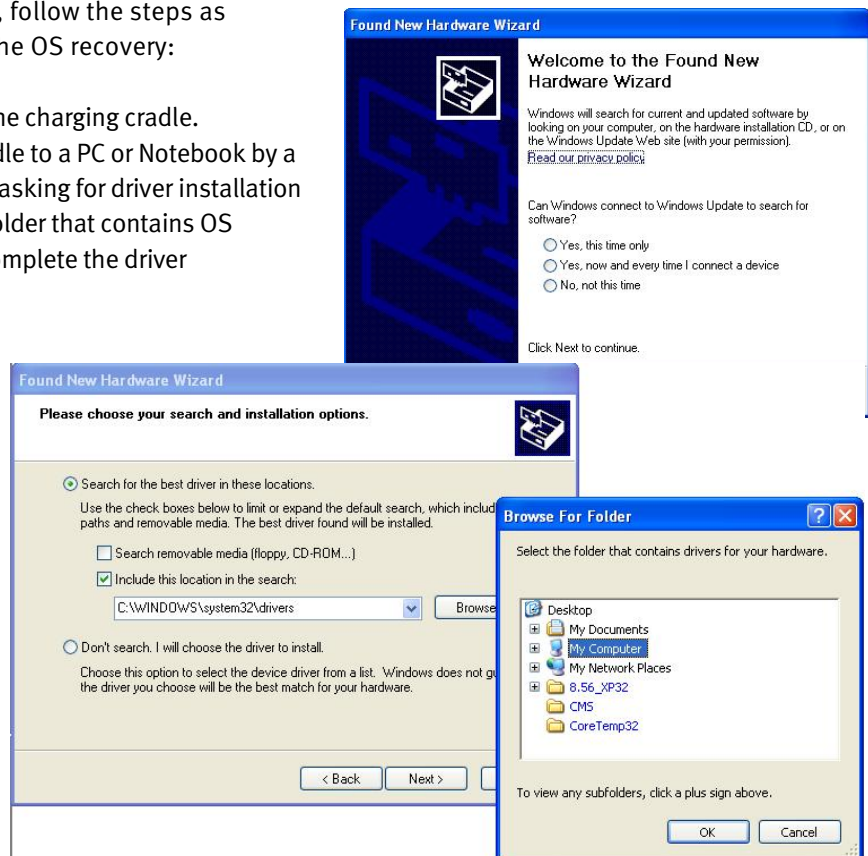 , follow the steps as
ne OS recovery:
ne charging cradle.
dle to a PC or Notebook by a
asking for driver installation
older that contains OS
omplete the driver
Found New Hardware Wizard
Welcome to the Found New
Hardware Wizard
Windows will search for current and updated software by
looking on your computer, on the hardware installation CD, or on
the Windows Update Web site (with your permission).
Read our privacy policy
Can Windows connect to Windows Update to search for
software?
Yes, this time only
Yes, now and every time I connect a device
No, not this time
Click Next to continue.
Found New Hardware Wizard
Please choose your search and installation options.
Search for the best driver in these locations.
Use the check boxes below to limit or expand the default search, which includ
paths and removable media. The best driver found will be installed.
Search removable media (floppy, CD-ROM...)
Include this location in the search:
C:\WINDOWS\system32\drivers
Browse
Don't search. I will choose the driver to install.
Choose this option to select the device driver from a list. Windows does not gu
the driver you choose will be the best match for your hardware.
< Back
Next >
Browse For Folder
Select the folder that contains drivers for your hardware.
Desktop
My Documents
My Computer
My Network Places
8.56_XP32
CMS
CoreTemp32
To view any subfolders, click a plus sign above.
OK
Cancel